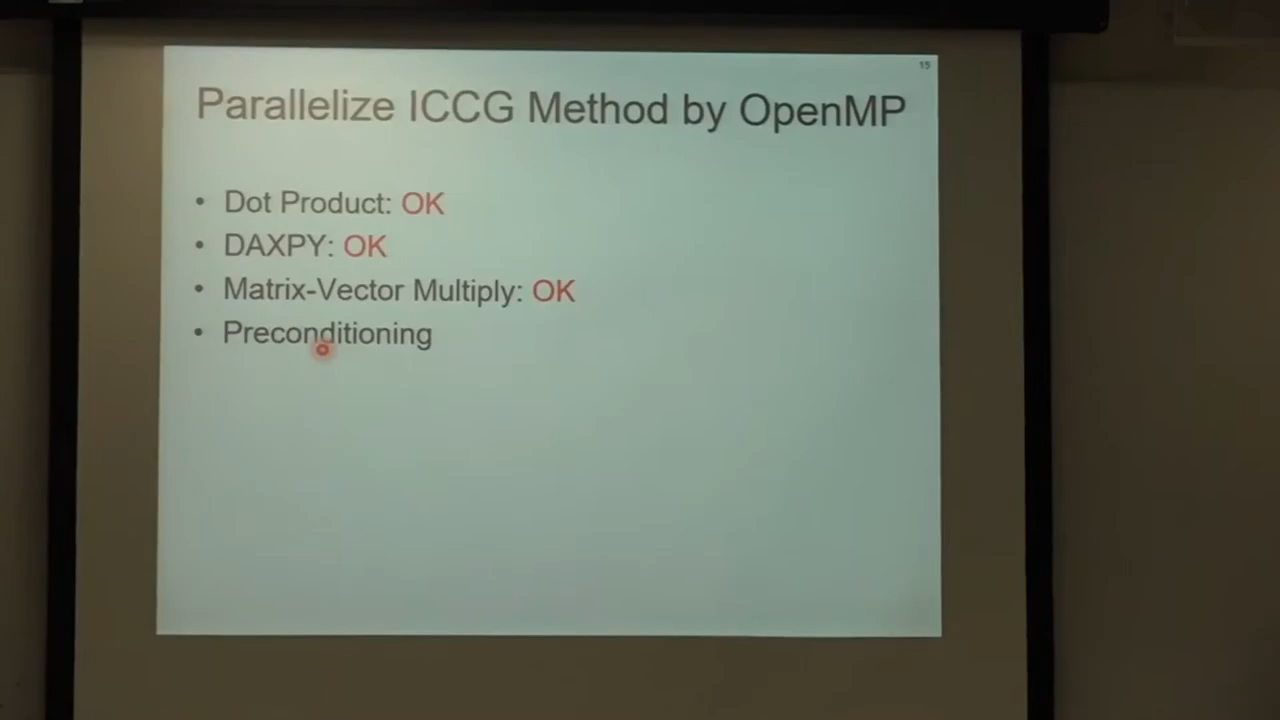 15
Parallelize ICCG Method by OpenMP
• Dot Product: OK
• DAXPY: OK
• Matrix-Vector Multiply: OK
• Preconditioning